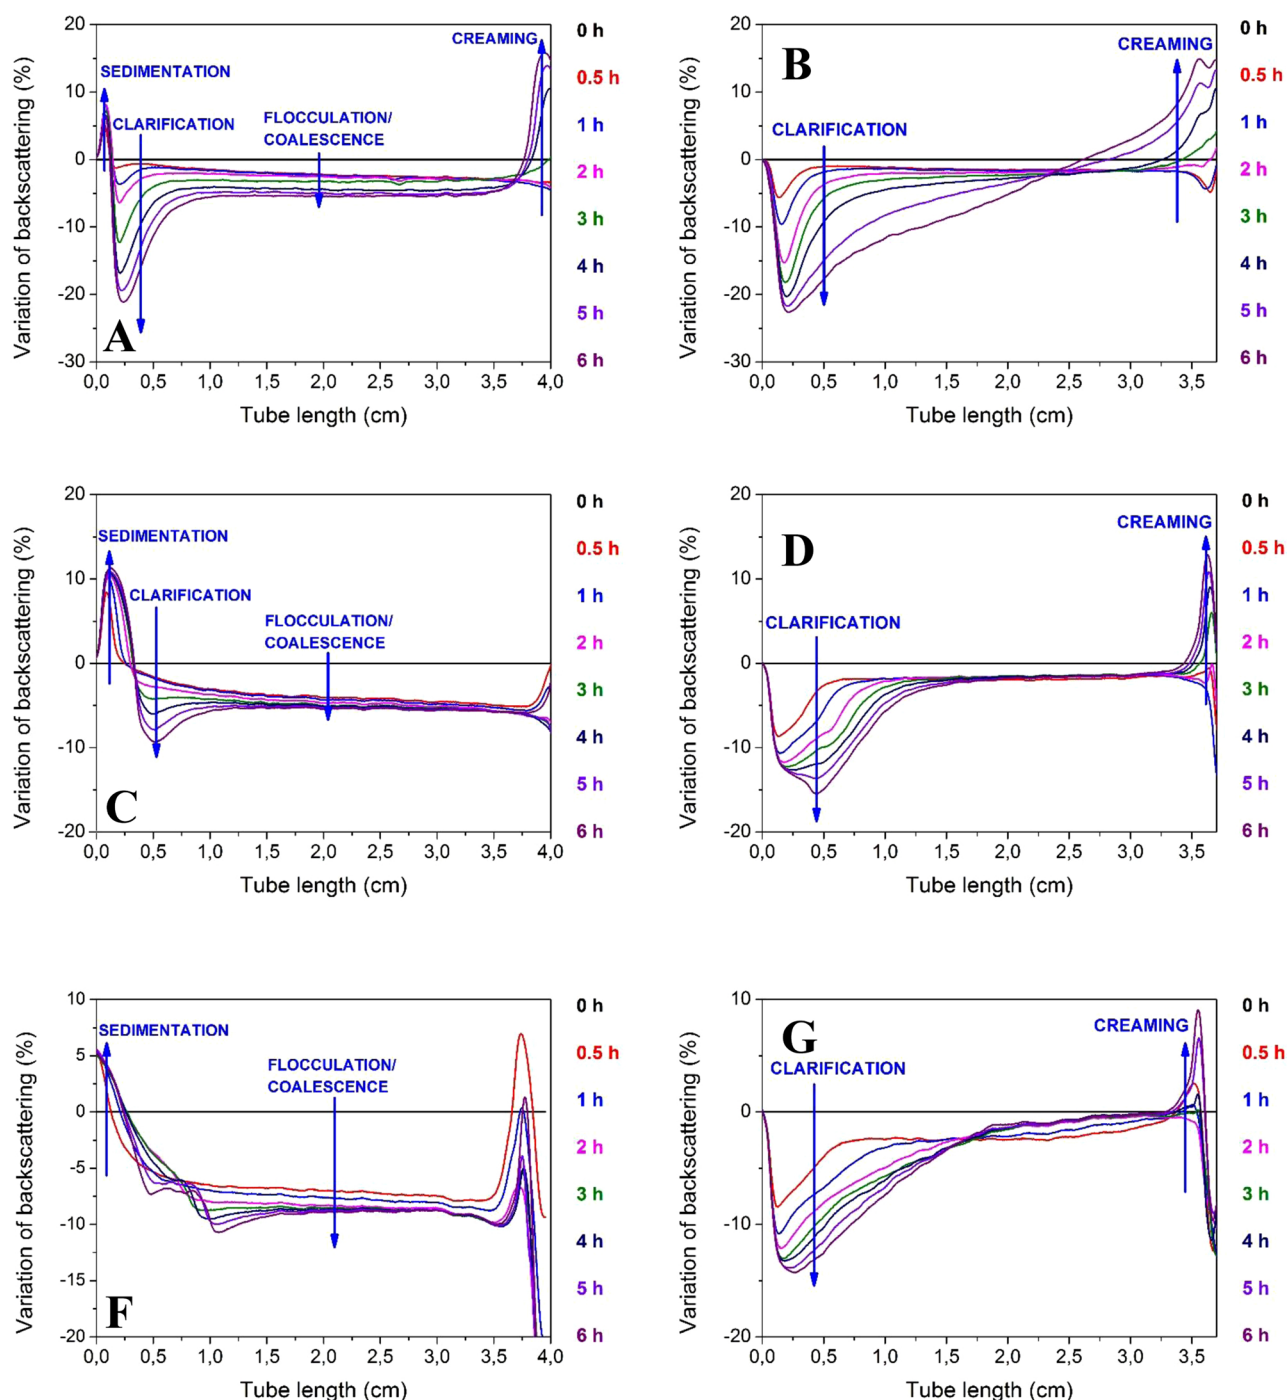 20
10
0
-10
-20
-30
Variation of backscattering (%)
SEDIMENTATION
CLARIFICATION
FLOCCULATION/
COALESCENCE
CREAMING
A
0,0 0,5 1,0 1,5 2,0 2,5 3,0 3,5 4,0
Tube length (cm)
0 h
0.5 h
1 h
2 h
3 h
4 h
5 h
6 h
20
10
0
-10
-20
-30
Variation of backscattering (%)
B
CLARIFICATION
CREAMING
0,0 0,5 1,0 1,5 2,0 2,5 3,0 3,5
Tube length (cm)
0 h
0.5 h
1 h
2 h
3 h
4 h
5 h
6 h
20
10
0
-10
-20
Variation of backscattering (%)
SEDIMENTATION
CLARIFICATION
FLOCCULATION/
COALESCENCE
C
0,0 0,5 1,0 1,5 2,0 2,5 3,0 3,5 4,0
Tube length (cm)
0 h
0.5 h
1 h
2 h
3 h
4 h
5 h
6 h
20
10
0
-10
-20
Variation of backscattering (%)
D
CREAMING
CLARIFICATION
0,0 0,5 1,0 1,5 2,0 2,5 3,0 3,5
Tube length (cm)
0 h
0.5 h
1 h
2 h
3 h
4 h
5 h
6 h
10
5
0
-5
-10
-15
-20
Variation of backscattering (%)
SEDIMENTATION
FLOCCULATION/
COALESCENCE
F
0,0 0,5 1,0 1,5 2,0 2,5 3,0 3,5 4,0
Tube length (cm)
0 h
0.5 h
1 h
2 h
3 h
4 h
5 h
6 h
10
0
-10
-20
Variation of backscattering (%)
G
CREAMING
CLARIFICATION
0,0 0,5 1,0 1,5 2,0 2,5 3,0 3,5
Tube length (cm)
0 h
0.5 h
1 h
2 h
3 h
4 h
5 h
6 h